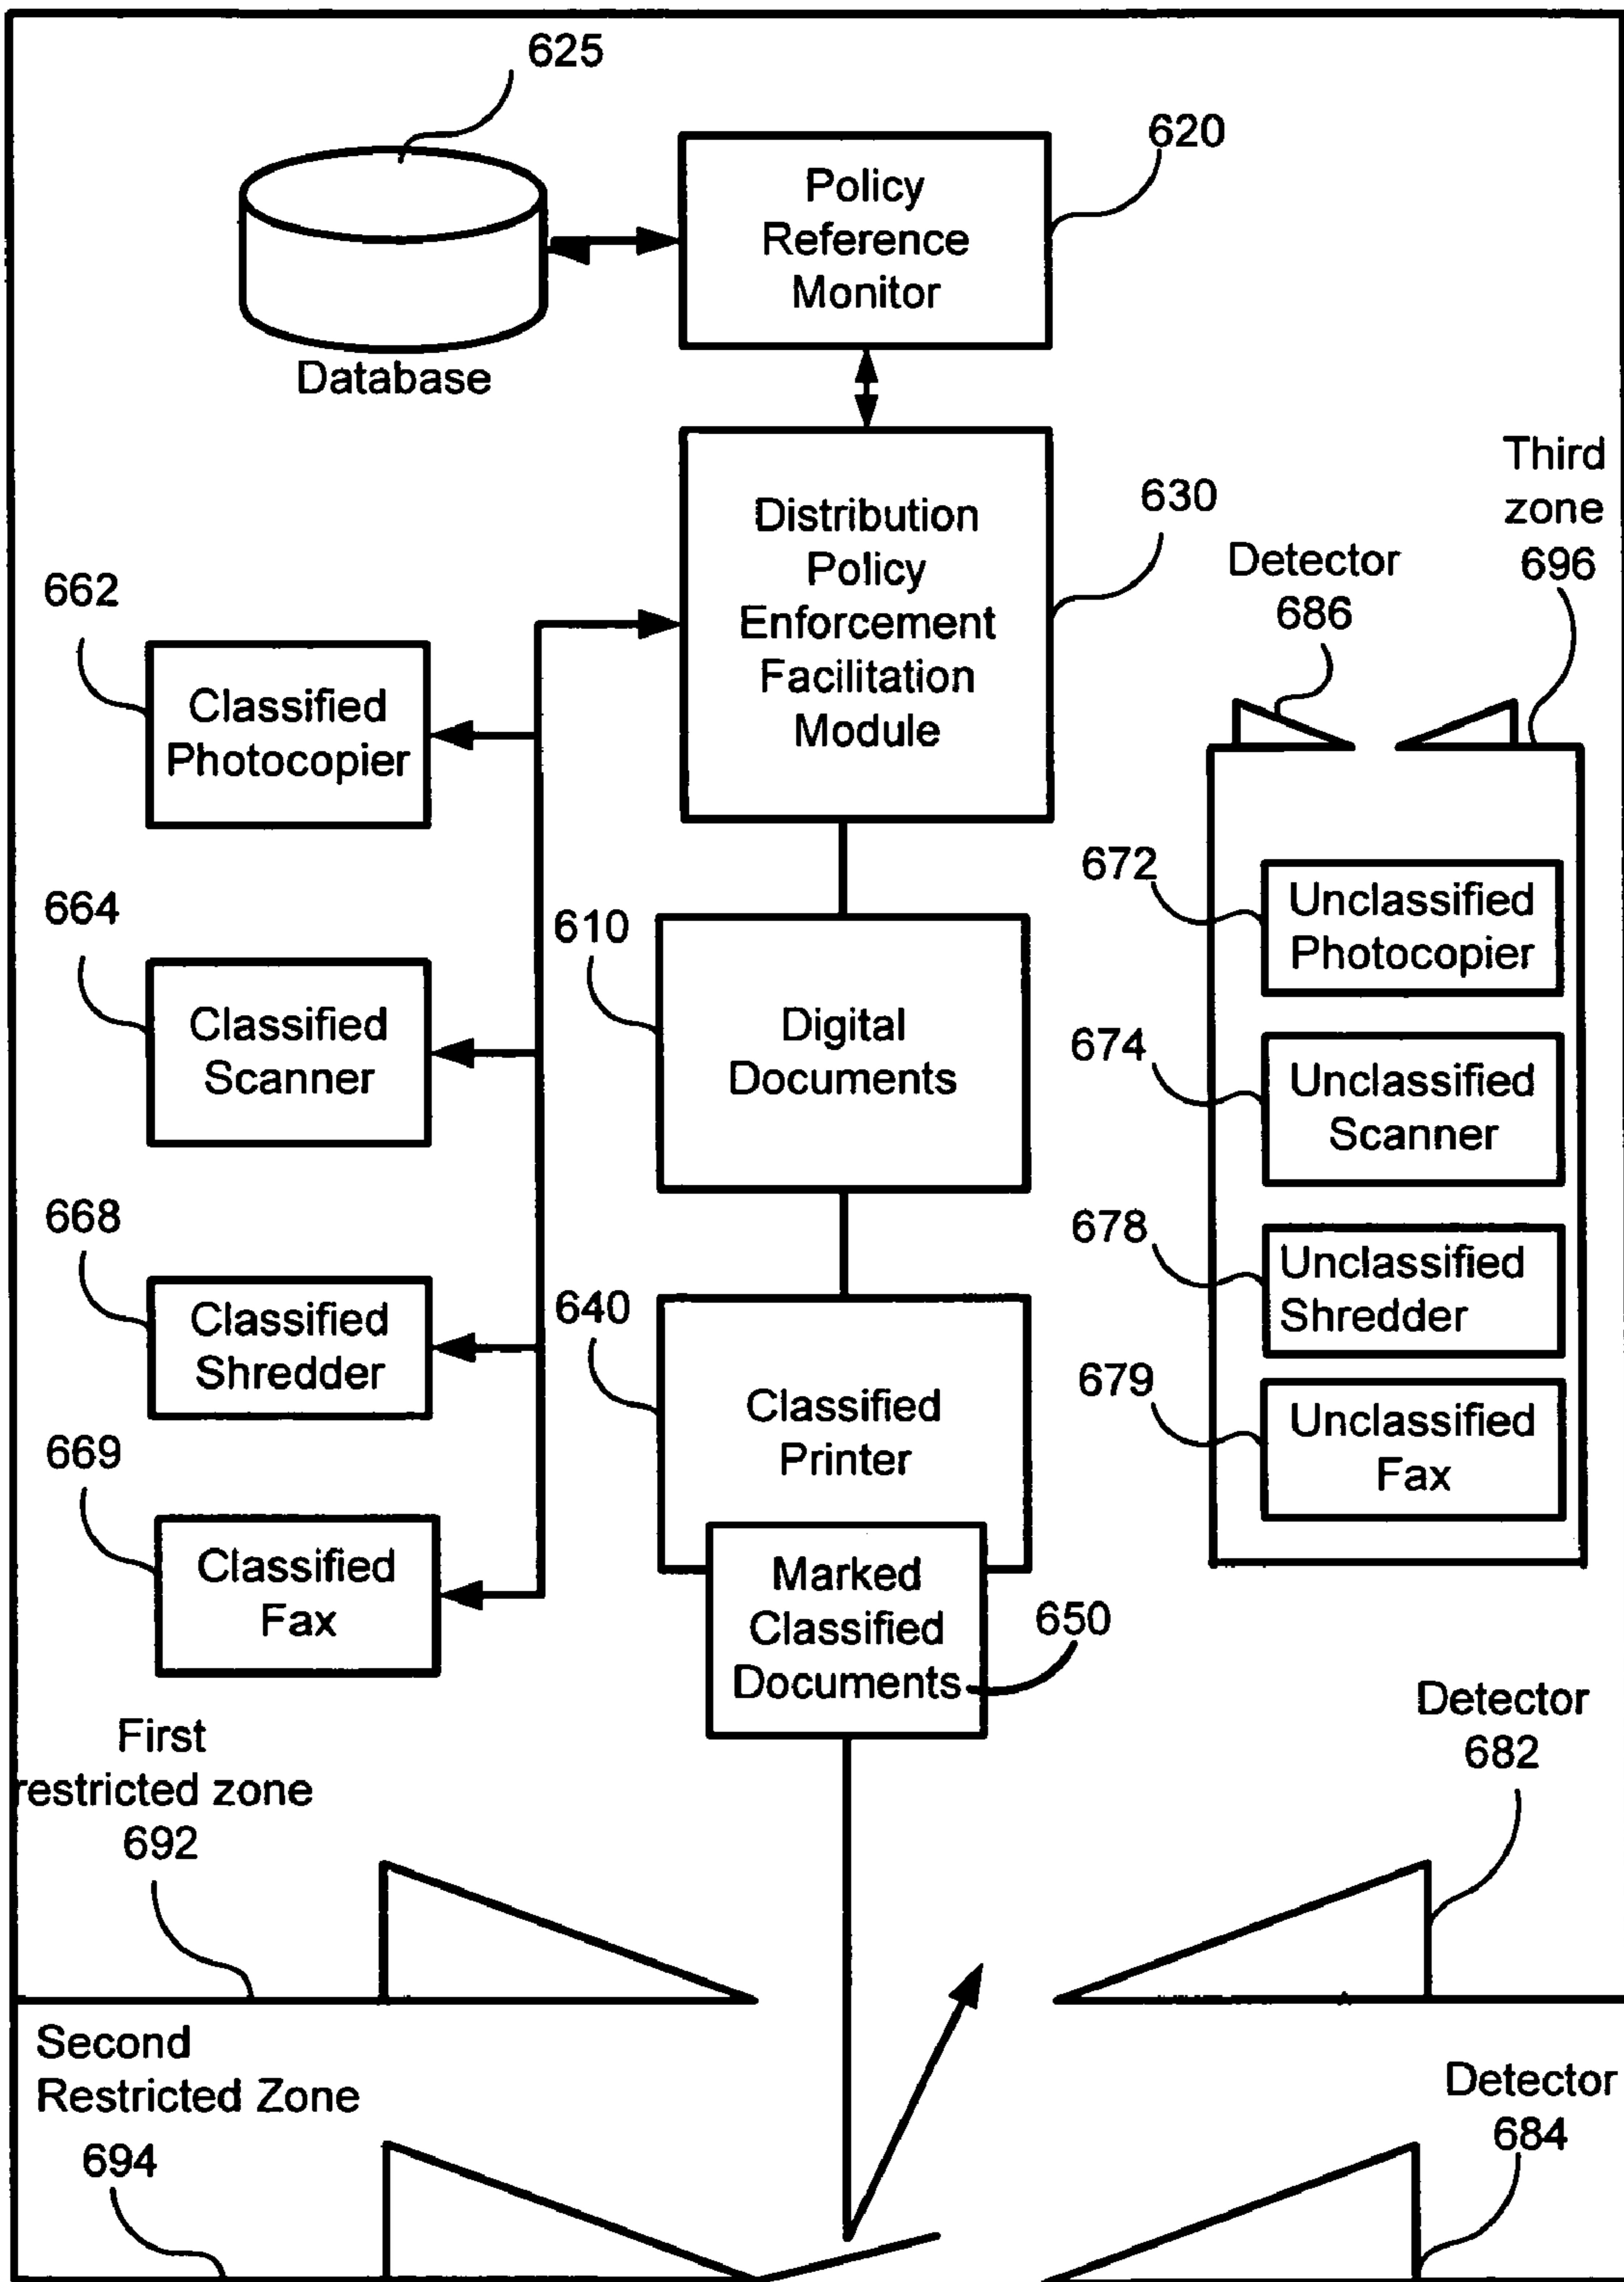 625
620
Policy
Reference
Monitor
Database
Third
zone
696
630
Distribution
Policy
Enforcement
Facilitation
Module
Detector
686
662
Classified
Photocopier
672
Unclassified
Photocopier
664
Classified
Scanner
610
Digital
Documents
674
Unclassified
Scanner
668
Classified
Shredder
678
Unclassified
Shredder
640
Classified
Printer
679
Unclassified
Fax
669
Classified
Fax
Marked
Classified
Documents
650
First
restricted zone
692
Detector
682
Second
Restricted Zone
694
Detector
684